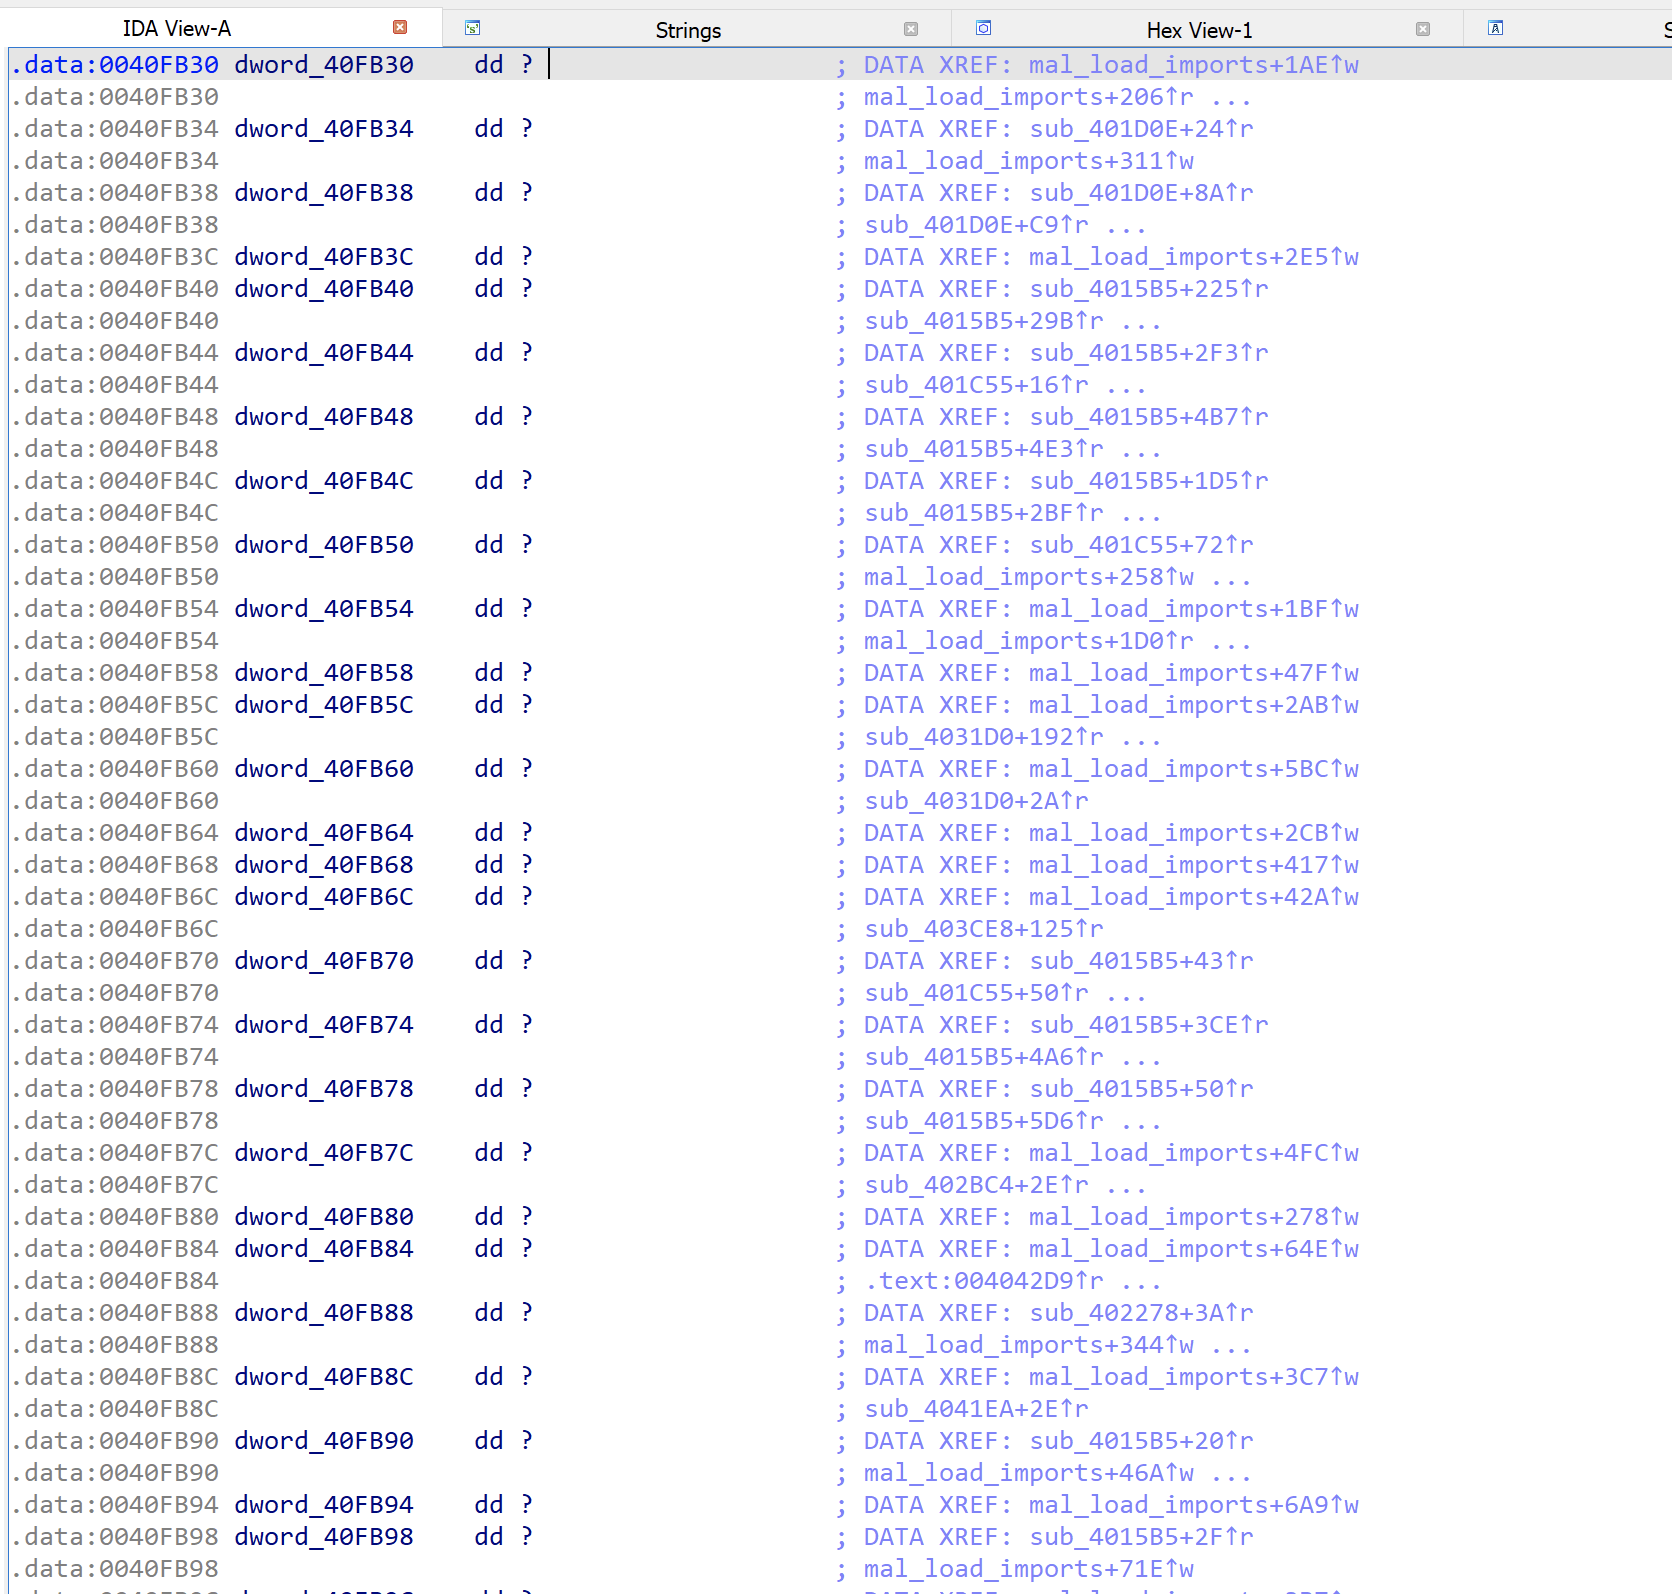 IDA View-A Strings Hex View-1
.data:0040FB30 dword_40FB30 dd ? ; DATA XREF: mal_load_imports+1AE↑w
.data:0040FB30 ; mal_load_imports+206↑r ...
.data:0040FB34 dword_40FB34 dd ? ; DATA XREF: sub_401D0E+24↑r
.data:0040FB34 ; mal_load_imports+311↑w
.data:0040FB38 dword_40FB38 dd ? ; DATA XREF: sub_401D0E+8A↑r
.data:0040FB38 ; sub_401D0E+C9↑r ...
.data:0040FB3C dword_40FB3C dd ? ; DATA XREF: mal_load_imports+2E5↑w
.data:0040FB40 dword_40FB40 dd ? ; DATA XREF: sub_4015B5+225↑r
.data:0040FB40 ; sub_4015B5+29B↑r ...
.data:0040FB44 dword_40FB44 dd ? ; DATA XREF: sub_4015B5+2F3↑r
.data:0040FB44 ; sub_401C55+16↑r ...
.data:0040FB48 dword_40FB48 dd ? ; DATA XREF: sub_4015B5+4B7↑r
.data:0040FB48 ; sub_4015B5+4E3↑r ...
.data:0040FB4C dword_40FB4C dd ? ; DATA XREF: sub_4015B5+1D5↑r
.data:0040FB4C ; sub_4015B5+2BF↑r ...
.data:0040FB50 dword_40FB50 dd ? ; DATA XREF: sub_401C55+72↑r
.data:0040FB50 ; mal_load_imports+258↑w ...
.data:0040FB54 dword_40FB54 dd ? ; DATA XREF: mal_load_imports+1BF↑w
.data:0040FB54 ; mal_load_imports+1D0↑r ...
.data:0040FB58 dword_40FB58 dd ? ; DATA XREF: mal_load_imports+47F↑w
.data:0040FB5C dword_40FB5C dd ? ; DATA XREF: mal_load_imports+2AB↑w
.data:0040FB5C ; sub_4031D0+192↑r ...
.data:0040FB60 dword_40FB60 dd ? ; DATA XREF: mal_load_imports+5BC↑w
.data:0040FB60 ; sub_4031D0+2A↑r
.data:0040FB64 dword_40FB64 dd ? ; DATA XREF: mal_load_imports+2CB↑w
.data:0040FB68 dword_40FB68 dd ? ; DATA XREF: mal_load_imports+417↑w
.data:0040FB6C dword_40FB6C dd ? ; DATA XREF: mal_load_imports+42A↑w
.data:0040FB6C ; sub_403CE8+125↑r
.data:0040FB70 dword_40FB70 dd ? ; DATA XREF: sub_4015B5+43↑r
.data:0040FB70 ; sub_401C55+50↑r ...
.data:0040FB74 dword_40FB74 dd ? ; DATA XREF: sub_4015B5+3CE↑r
.data:0040FB74 ; sub_4015B5+4A6↑r ...
.data:0040FB78 dword_40FB78 dd ? ; DATA XREF: sub_4015B5+50↑r
.data:0040FB78 ; sub_4015B5+5D6↑r ...
.data:0040FB7C dword_40FB7C dd ? ; DATA XREF: mal_load_imports+4FC↑w
.data:0040FB7C ; sub_402BC4+2E↑r ...
.data:0040FB80 dword_40FB80 dd ? ; DATA XREF: mal_load_imports+278↑w
.data:0040FB84 dword_40FB84 dd ? ; DATA XREF: mal_load_imports+64E↑w
.data:0040FB84 ; .text:004042D9↑r ...
.data:0040FB88 dword_40FB88 dd ? ; DATA XREF: sub_402278+3A↑r
.data:0040FB88 ; mal_load_imports+344↑w ...
.data:0040FB8C dword_40FB8C dd ? ; DATA XREF: mal_load_imports+3C7↑w
.data:0040FB8C ; sub_4041EA+2E↑r
.data:0040FB90 dword_40FB90 dd ? ; DATA XREF: sub_4015B5+20↑r
.data:0040FB90 ; mal_load_imports+46A↑w ...
.data:0040FB94 dword_40FB94 dd ? ; DATA XREF: mal_load_imports+6A9↑w
.data:0040FB98 dword_40FB98 dd ? ; DATA XREF: sub_4015B5+2F↑r
.data:0040FB98 ; mal_load_imports+71E↑w